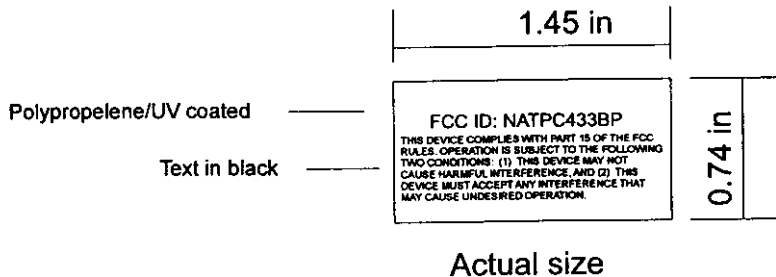 1.45 in
Polypropelene/UV coated
Text in black
FCC ID: NATPC433BP
THIS DEVICE COMPLIES WITH PART 15 OF THE FCC
RULES. OPERATION IS SUBJECT TO THE FOLLOWING
TWO CONDITIONS: (1) THIS DEVICE MAY NOT
CAUSE HARMFUL INTERFERENCE, AND (2) THIS
DEVICE MUST ACCEPT ANY INTERFERENCE THAT
MAY CAUSE UNDESIRED OPERATION.
0.74 in
Actual size